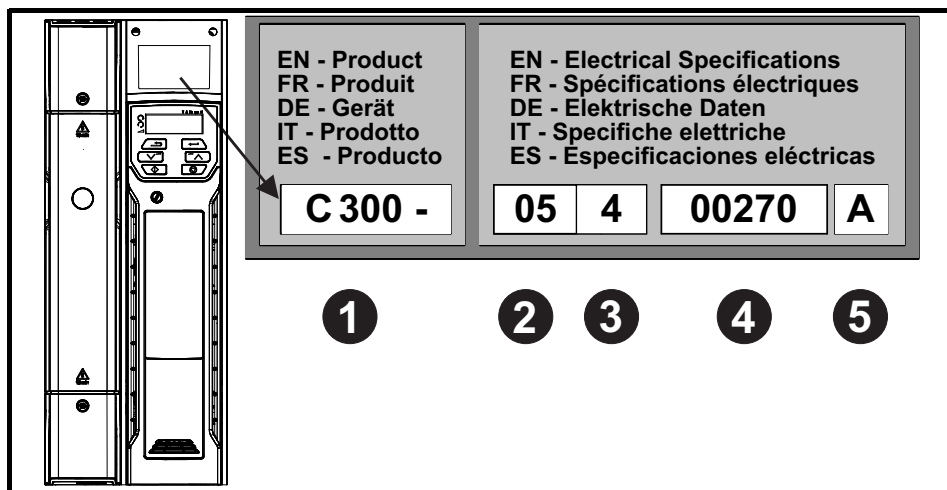 EN - Product
FR - Produit
DE - Gerät
IT - Prodotto
ES - Producto
C 300 -
EN - Electrical Specifications
FR - Spécifications électriques
DE - Elektrische Daten
IT - Specifiche elettriche
ES - Especificaciones eléctricas
05 4 00270 A
1 2 3 4 5